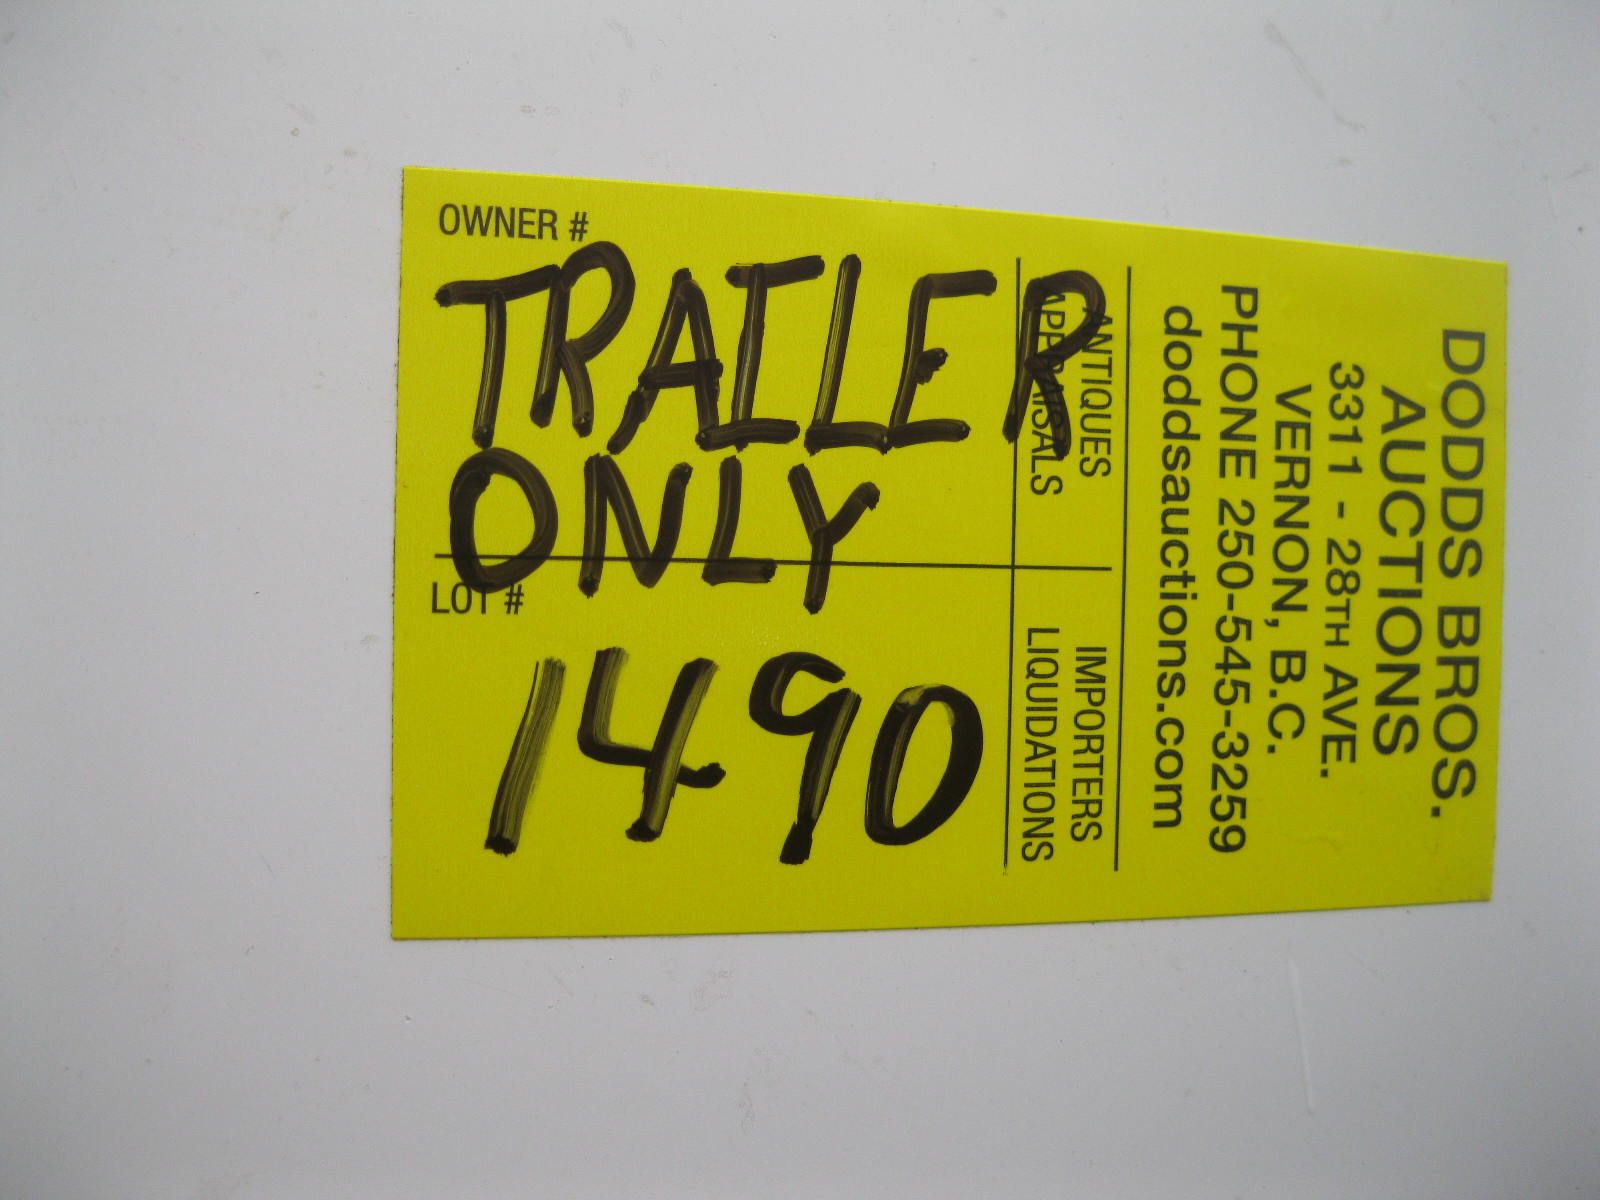 OWNER #
TRAILER
ONLY
LOT #
1490
ANTIQUES
APPRAISALS
IMPORTERS
LIQUIDATIONS
DODDS BROS.
AUCTIONS
3311 - 28TH AVE.
VERNON, B.C.
PHONE 250-545-3259
doddsauctions.com